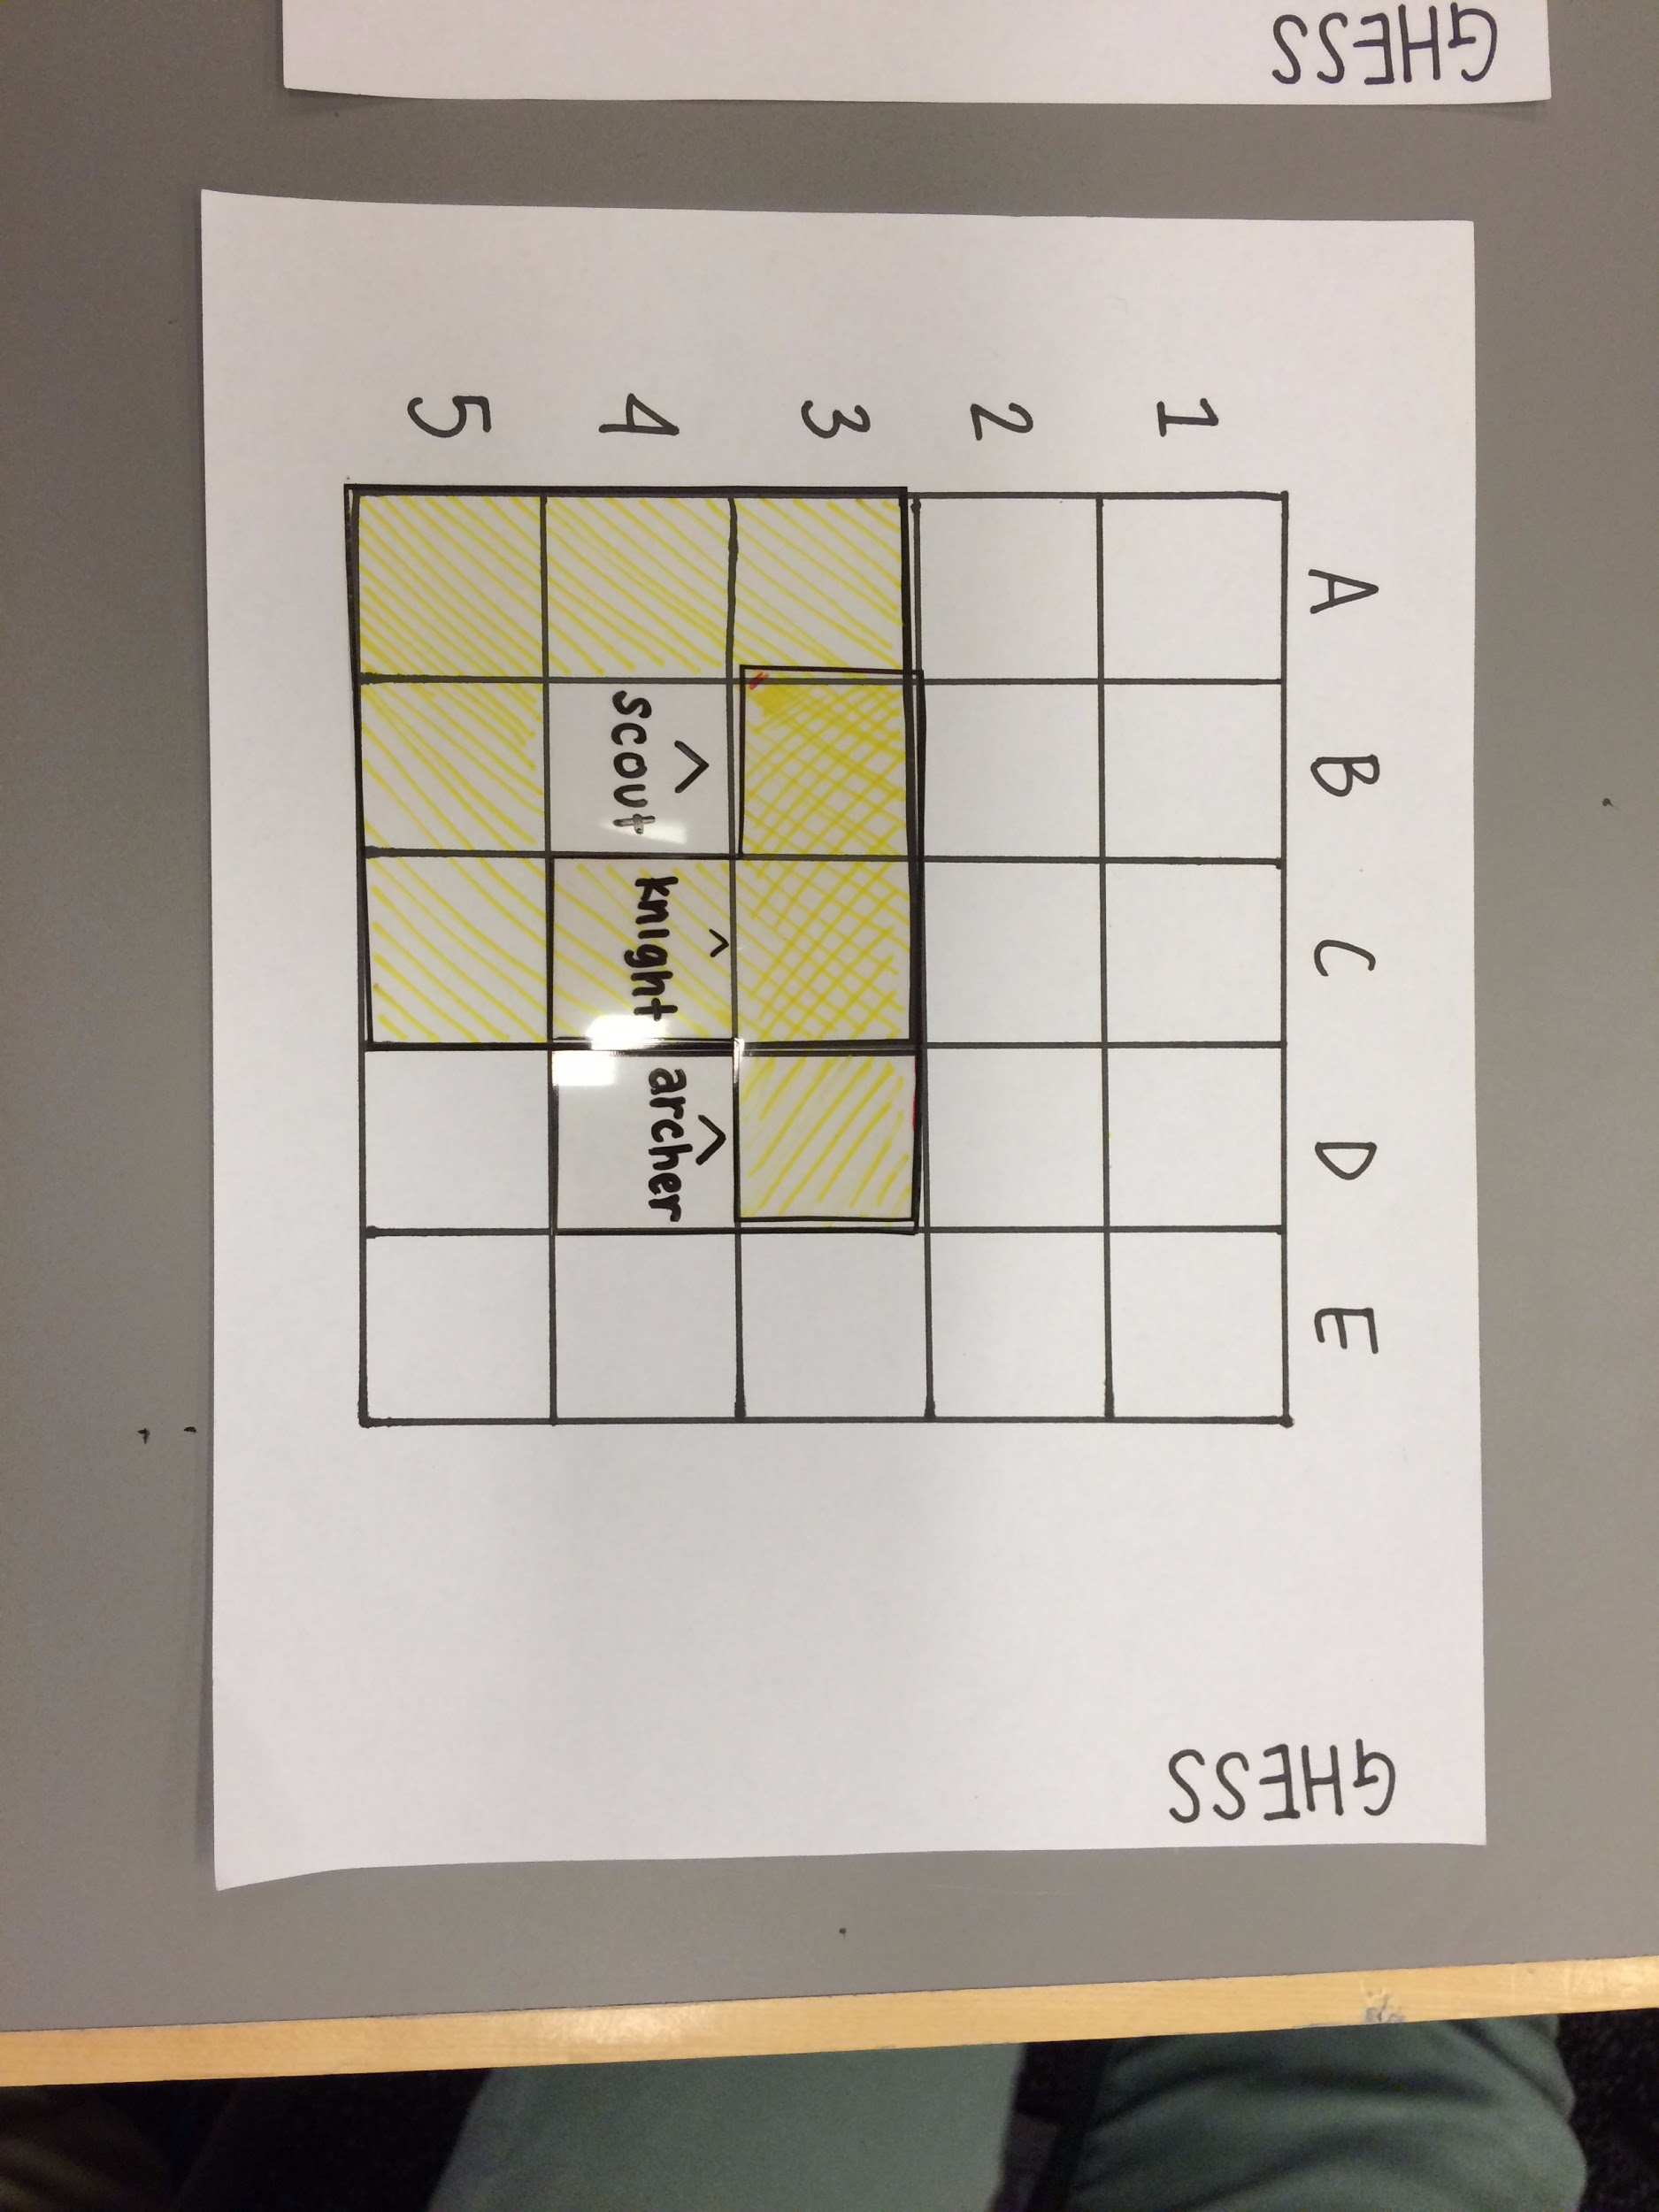 GHESS
GHESS
A B C D E
1
2
3
^ ^ ^
4 scout knight archer
5